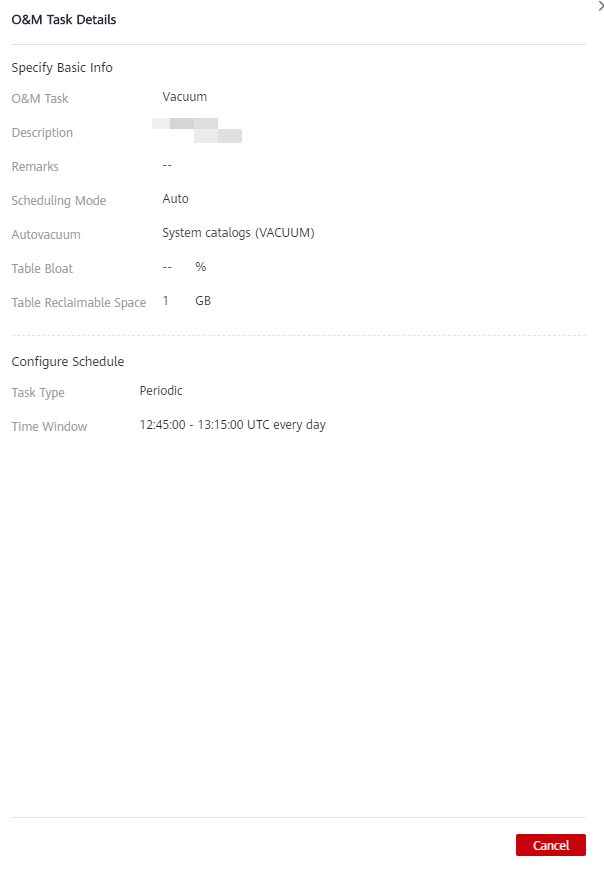 O&M Task Details
Specify Basic Info
O&M Task Vacuum
Description
Remarks --
Scheduling Mode Auto
Autovacuum System catalogs (VACUUM)
Table Bloat -- %
Table Reclaimable Space 1 GB
Configure Schedule
Task Type Periodic
Time Window 12:45:00 - 13:15:00 UTC every day
Cancel